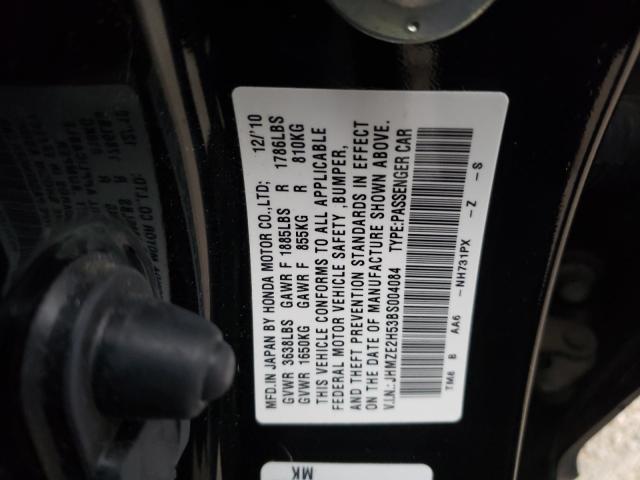 MFD.IN JAPAN BY HONDA MOTOR CO.,LTD; 12/'10
GVWR 3638LBS GAWR F 1885LBS R 1786LBS
GVWR 1650KG GAWR F 855KG R 810KG
THIS VEHICLE CONFORMS TO ALL APPLICABLE
FEDERAL MOTOR VEHICLE SAFETY ,BUMPER,
AND THEFT PREVENTION STANDARDS IN EFFECT
ON THE DATE OF MANUFACTURE SHOWN ABOVE.
V.I.N.: JHMZE2H53BS004084 TYPE:PASSENGER CAR
TM8 B AA6 -NH731PX -Z -S
MK